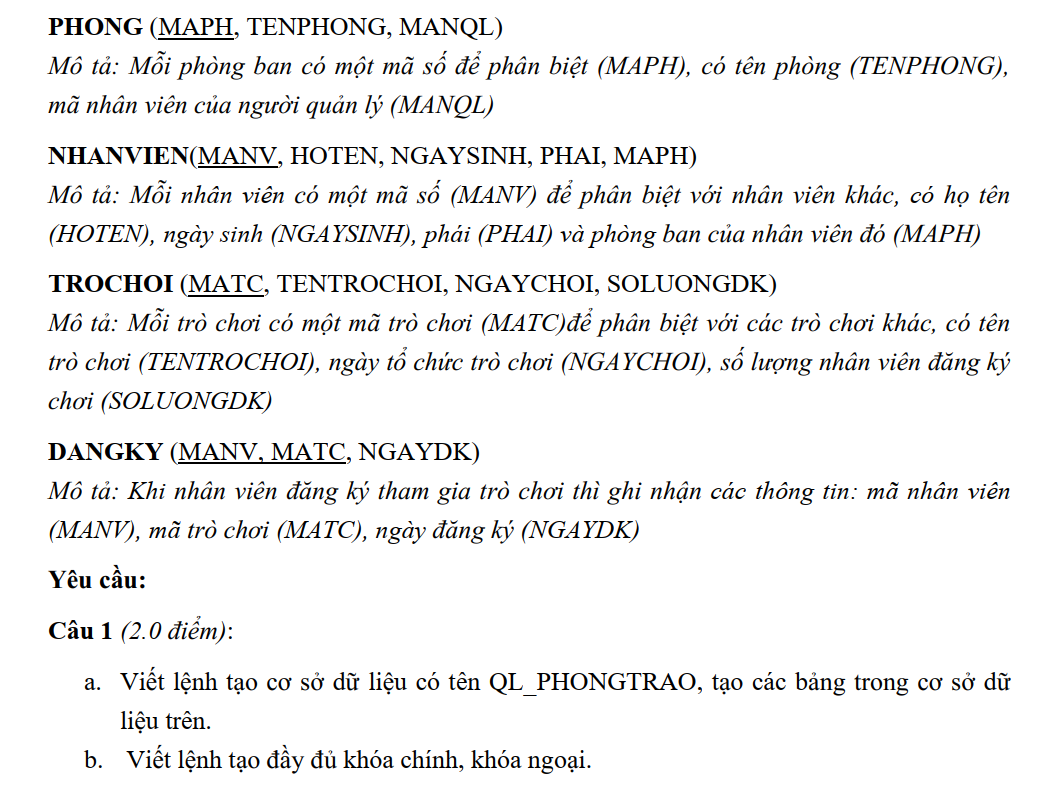 PHONG (MAPH, TENPHONG, MANQL)
Mô tả: Mỗi phòng ban có một mã số để phân biệt (MAPH), có tên phòng (TENPHONG),
mã nhân viên của người quản lý (MANQL)
NHANVIEN(MANV, HOTEN, NGAYSINH, PHAI, MAPH)
Mô tả: Mỗi nhân viên có một mã số (MANV) để phân biệt với nhân viên khác, có họ tên
(HOTEN), ngày sinh (NGAYSINH), phái (PHAI) và phòng ban của nhân viên đó (MAPH)
TROCHOI (MATC, TENTROCHOI, NGAYCHOI, SOLUONGDK)
Mô tả: Mỗi trò chơi có một mã trò chơi (MATC)để phân biệt với các trò chơi khác, có tên
trò chơi (TENTROCHOI), ngày tổ chức trò chơi (NGAYCHOI), số lượng nhân viên đăng ký
chơi (SOLUONGDK)
DANGKY (MANV, MATC, NGAYDK)
Mô tả: Khi nhân viên đăng ký tham gia trò chơi thì ghi nhận các thông tin: mã nhân viên
(MANV), mã trò chơi (MATC), ngày đăng ký (NGAYDK)
Yêu cầu:
Câu 1 (2.0 điểm):
a. Viết lệnh tạo cơ sở dữ liệu có tên QL_PHONGTRAO, tạo các bảng trong cơ sở dữ
liệu trên.
b. Viết lệnh tạo đầy đủ khóa chính, khóa ngoại.